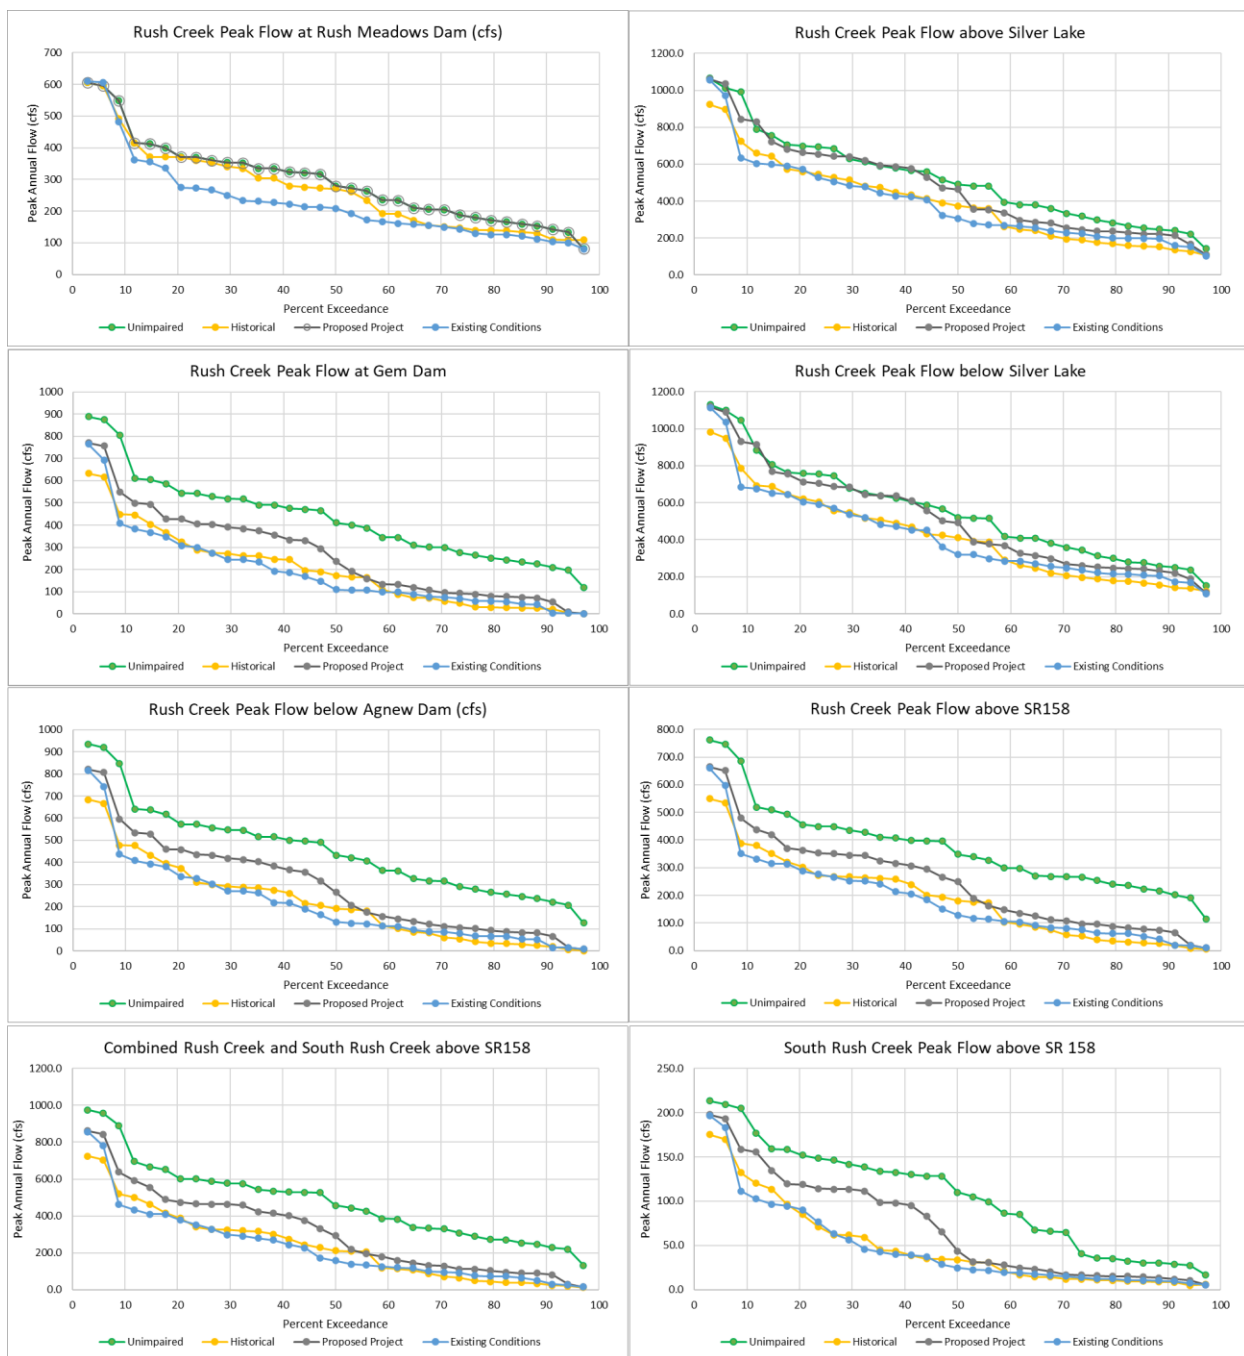 Rush Creek Peak Flow at Rush Meadows Dam (cfs)
Peak Annual Flow (cfs)
700
600
500
400
300
200
100
0
0 10 20 30 40 50 60 70 80 90 100
Percent Exceedance
Unimpaired Historical Proposed Project Existing Conditions
Rush Creek Peak Flow above Silver Lake
Peak Annual Flow (cfs)
1200.0
1000.0
800.0
600.0
400.0
200.0
0.0
0 10 20 30 40 50 60 70 80 90 100
Percent Exceedance
Unimpaired Historical Proposed Project Existing Conditions
Rush Creek Peak Flow at Gem Dam
Peak Annual Flow (cfs)
1000
900
800
700
600
500
400
300
200
100
0
0 10 20 30 40 50 60 70 80 90 100
Percent Exceedance
Unimpaired Historical Proposed Project Existing Conditions
Rush Creek Peak Flow below Silver Lake
Peak Annual Flow (cfs)
1200.0
1000.0
800.0
600.0
400.0
200.0
0.0
0 10 20 30 40 50 60 70 80 90 100
Percent Exceedance
Unimpaired Historical Proposed Project Existing Conditions
Rush Creek Peak Flow below Agnew Dam (cfs)
Peak Annual Flow (cfs)
1000
900
800
700
600
500
400
300
200
100
0
0 10 20 30 40 50 60 70 80 90 100
Percent Exceedance
Unimpaired Historical Proposed Project Existing Conditions
Rush Creek Peak Flow above SR158
Peak Annual Flow (cfs)
800.0
700.0
600.0
500.0
400.0
300.0
200.0
100.0
0.0
0 10 20 30 40 50 60 70 80 90 100
Percent Exceedance
Unimpaired Historical Proposed Project Existing Conditions
Combined Rush Creek and South Rush Creek above SR158
Peak Annual Flow (cfs)
1200.0
1000.0
800.0
600.0
400.0
200.0
0.0
0 10 20 30 40 50 60 70 80 90 100
Percent Exceedance
Unimpaired Historical Proposed Project Existing Conditions
South Rush Creek Peak Flow above SR 158
Peak Annual Flow (cfs)
250.0
200.0
150.0
100.0
50.0
0.0
0 10 20 30 40 50 60 70 80 90 100
Percent Exceedance
Unimpaired Historical Proposed Project Existing Conditions